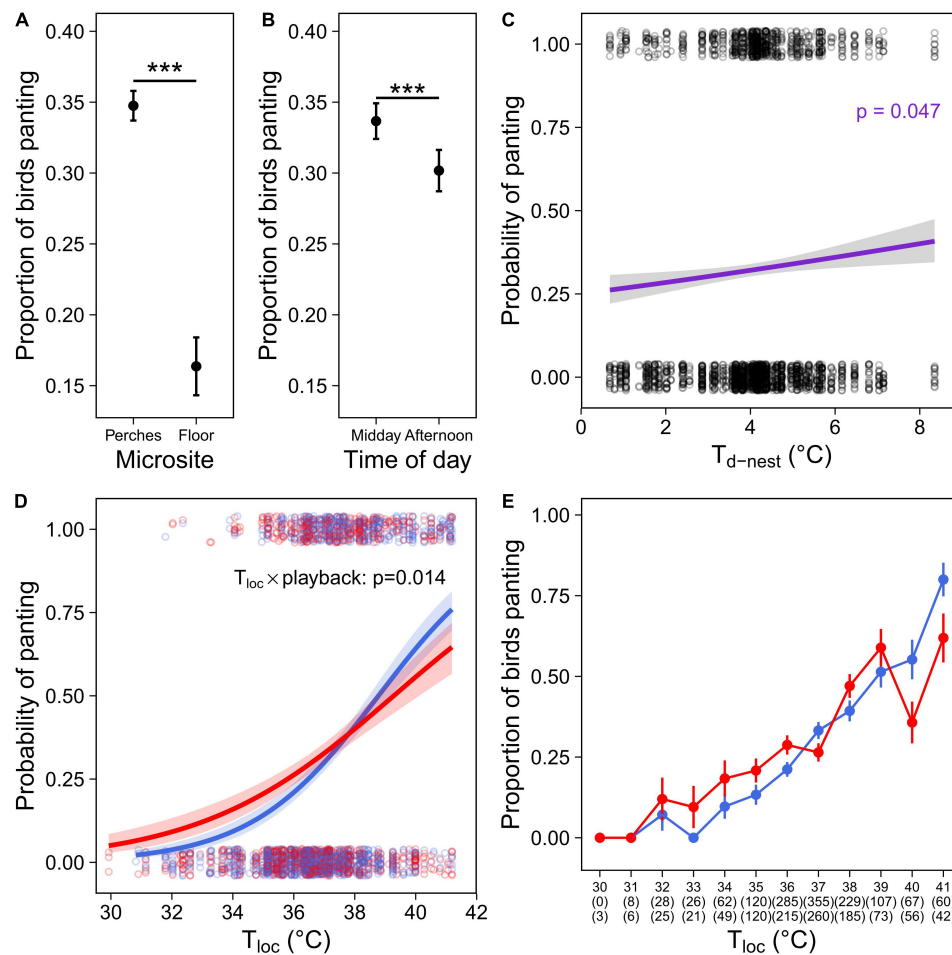 A
Proportion of birds panting
0.40
0.35
0.30
0.25
0.20
0.15
***
Perches Floor
Microsite
B
Proportion of birds panting
0.40
0.35
0.30
0.25
0.20
0.15
***
Midday Afternoon
Time of day
C
Probability of panting
1.00
0.75
0.50
0.25
0.00
p = 0.047
0 2 4 6 8
Td−nest (°C)
D
Probability of panting
1.00
0.75
0.50
0.25
0.00
Tloc × playback: p=0.014
30 32 34 36 38 40 42
Tloc (°C)
E
Proportion of birds panting
1.00
0.75
0.50
0.25
0.00
30 31 32 33 34 35 36 37 38 39 40 41
(0) (8) (28) (26) (62) (120)(285)(355)(229)(107) (67) (60
(3) (6) (25) (21) (49) (120)(215)(260)(185) (73) (56) (42
Tloc (°C)